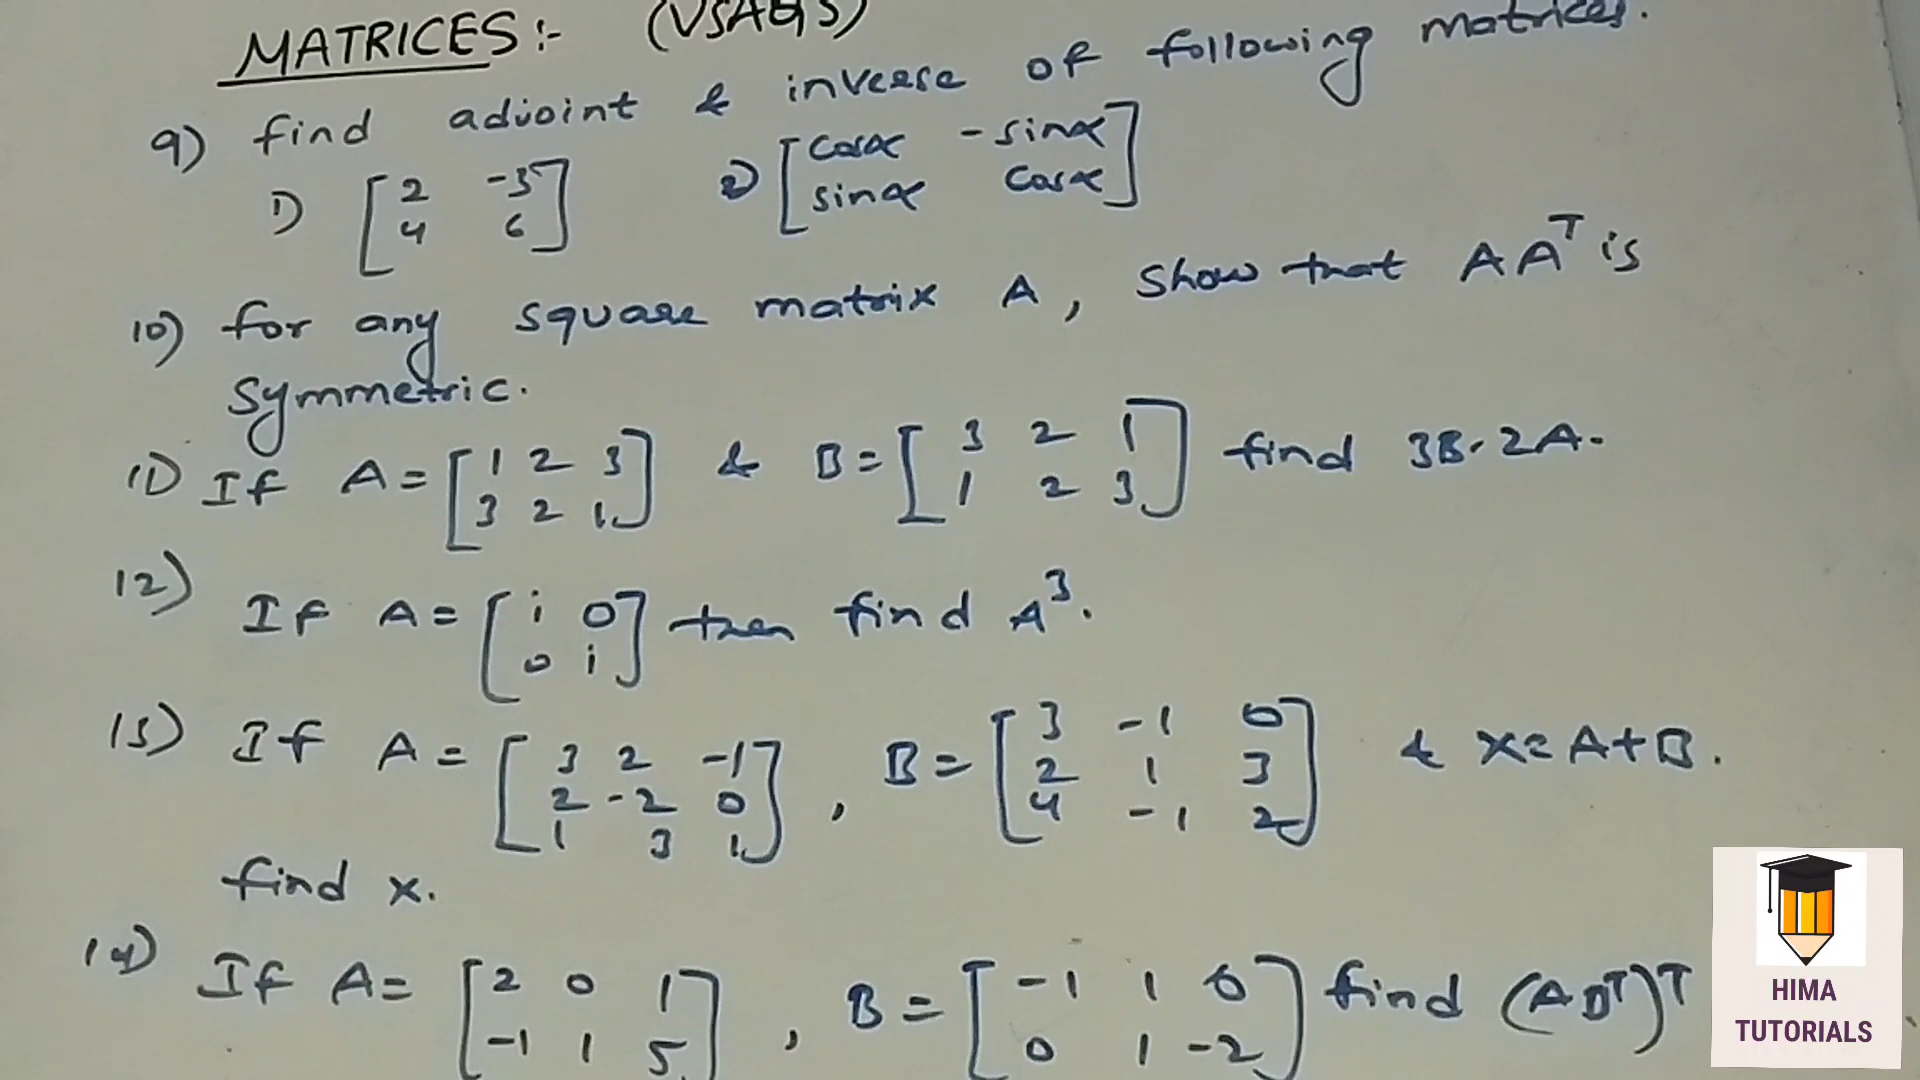 MATRICES:- (VSAQ'S)
9) find adjoint & inverse of following matrices.
1) [2 -3 2) [cosα -sinα]
4 6] sinα cosα]
10) for any square matrix A, show that AA^T is
symmetric.
11) If A = [1 2 3 & B = [3 2 1 find 3B-2A.
3 2 1] 1 2 3]
12) If A = [i 0 then find A^3.
0 i]
13) If A = [3 2 -1 , B = [3 -1 0 & x = A+B.
2 -2 0 2 1 3
1 3 1] 4 -1 2]
find x.
14) If A = [2 0 1 , B = [-1 1 0 find (AB^T)^T
-1 1 5] 0 1 -2]
HIMA
TUTORIALS